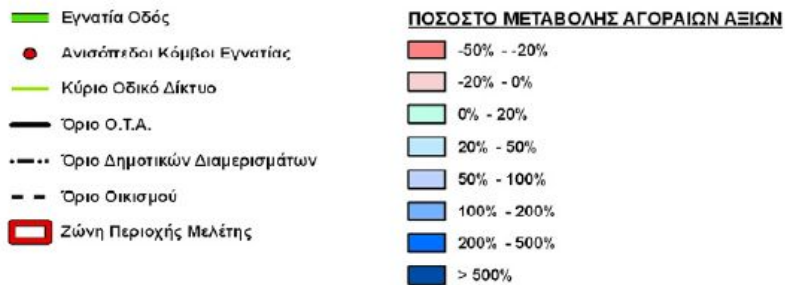 Εγνατία Οδός
Ανισόπεδοι Κόμβοι Εγνατίας
Κύριο Οδικό Δίκτυο
Όριο Ο.Τ.Α.
Όριο Δημοτικών Διαμερισμάτων
Όριο Οικισμού
Ζώνη Περιοχής Μελέτης
ΠΟΣΟΣΤΟ ΜΕΤΑΒΟΛΗΣ ΑΓΟΡΑΙΩΝ ΑΞΙΩΝ
-50% - -20%
-20% - 0%
0% - 20%
20% - 50%
50% - 100%
100% - 200%
200% - 500%
> 500%